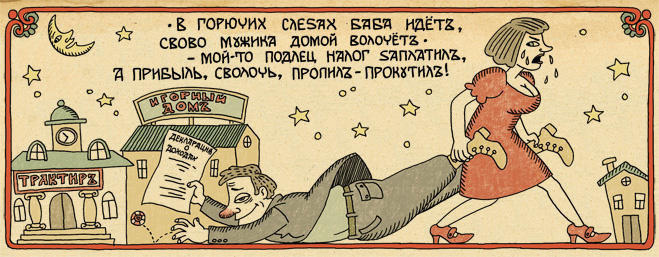 • В ГОРЮЧИХ СЛЕБАХ БАБА ИДЁТЪ,
СВОВО МУЖИКА ДОМОЙ ВОЛОЧЁТЪ •
– МОЙ-ТО ПОДЛЕЦ НАЛОГ ЗАПЛАТИЛЪ,
А ПРИБЫЛЬ, СВОЛОЧЬ, ПРОПИЛЪ-ПРОКУТИЛЪ!
ИГОРНЫЙ
ДОМЪ
ДЕКЛАРАЦИЯ
О
ДОХОДАХ
ТРАКТИРЪ